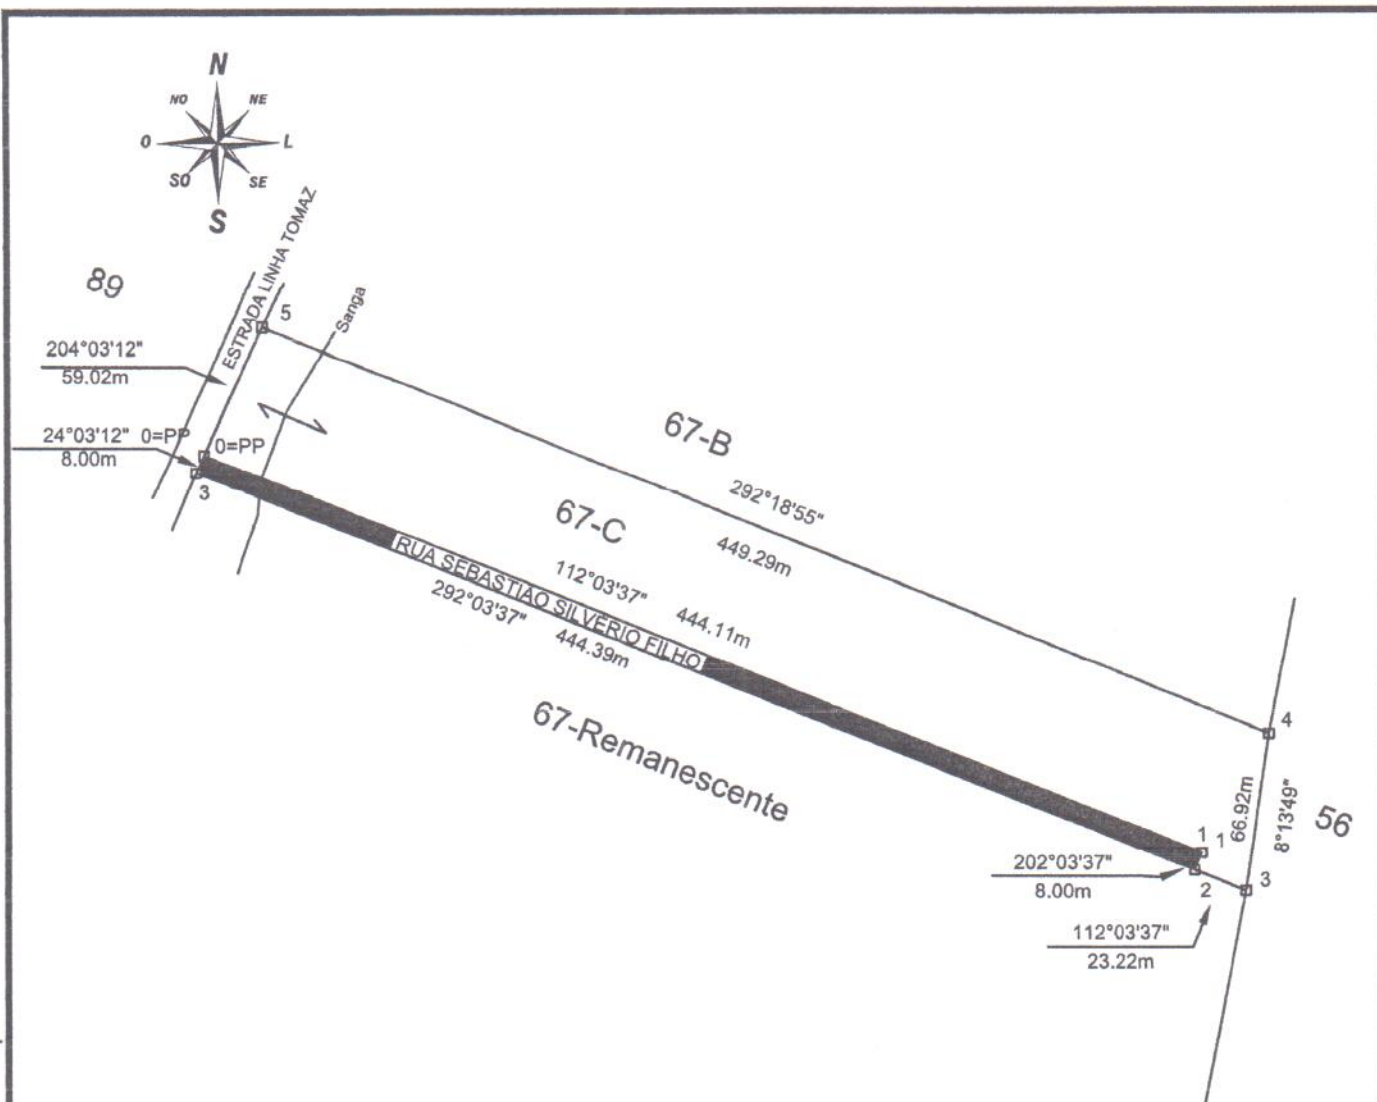 N
NO
NE
O
L
SO
SE
S
ESTRADA LINHA TOMAZ
89
5
Sanga
204°03'12"
59.02m
67-B
24°03'12"
8.00m
0=PP
0=PP
3
292°18'55"
449.29m
67-C
RUA SEBASTIÃO SILVÉRIO FILHO
112°03'37"
444.11m
292°03'37"
444.39m
67-Remanescente
4
66.92m
8°13'49"
56
1
1
202°03'37"
8.00m
2
3
112°03'37"
23.22m